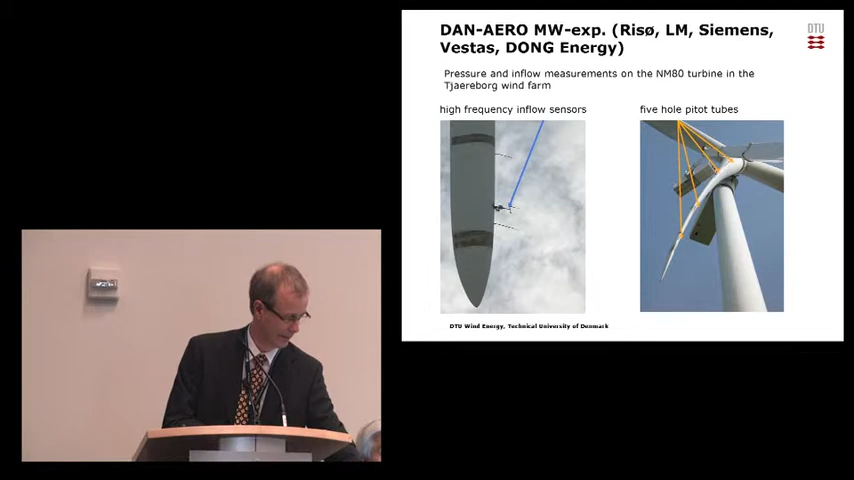 DAN-AERO MW-exp. (Risø, LM, Siemens,
Vestas, DONG Energy)
DTU
Pressure and inflow measurements on the NM80 turbine in the
Tjaereborg wind farm
high frequency inflow sensors
five hole pitot tubes
DTU Wind Energy, Technical University of Denmark